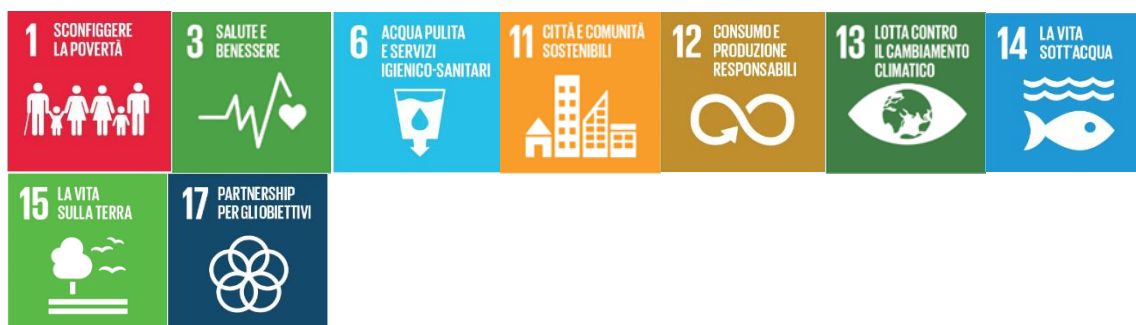 1 SCONFIGGERE
LA POVERTÀ
3 SALUTE E
BENESSERE
6 ACQUA PULITA
E SERVIZI
IGIENICO-SANITARI
11 CITTÀ E COMUNITÀ
SOSTENIBILI
12 CONSUMO E
PRODUZIONE
RESPONSABILI
13 LOTTA CONTRO
IL CAMBIAMENTO
CLIMATICO
14 LA VITA
SOTT'ACQUA
15 LA VITA
SULLA TERRA
17 PARTNERSHIP
PER GLI OBIETTIVI